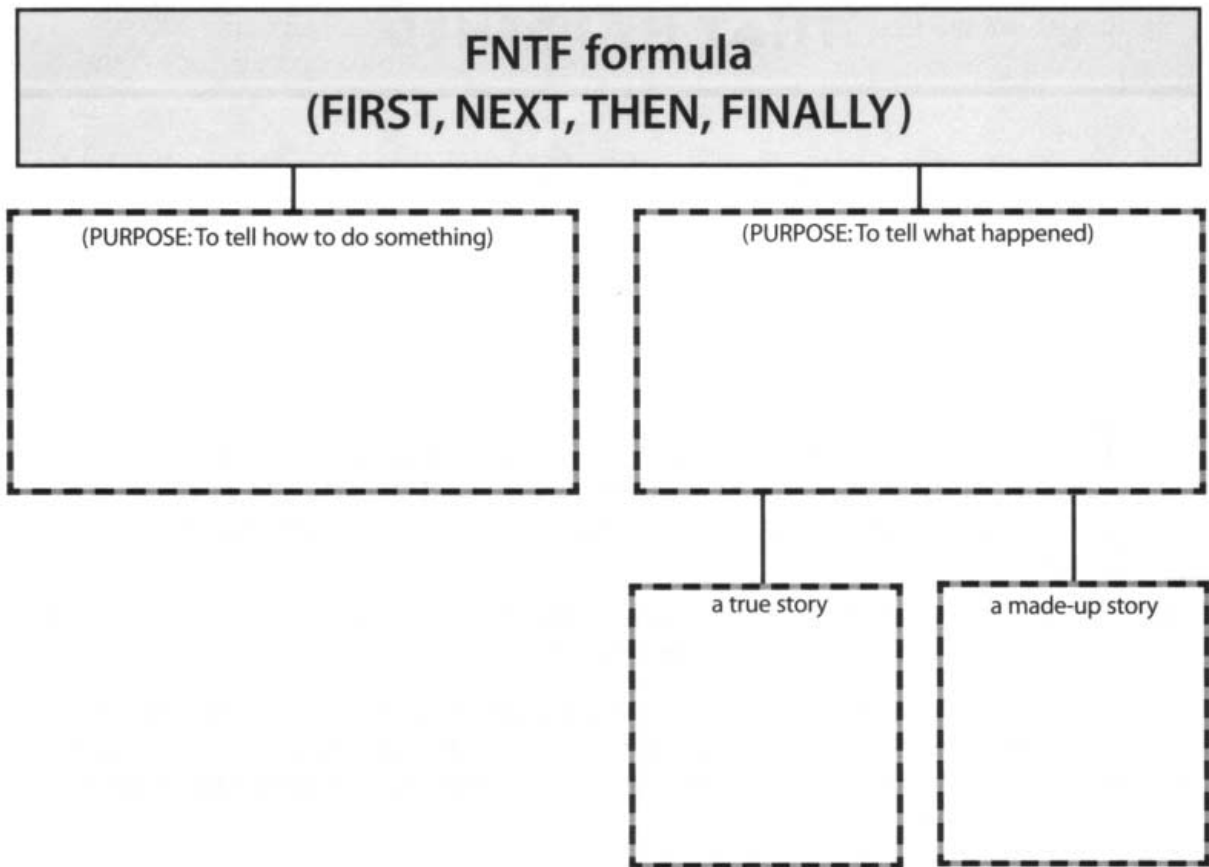 FNTF formula
(FIRST, NEXT, THEN, FINALLY)
(PURPOSE: To tell how to do something)
(PURPOSE: To tell what happened)
a true story
a made-up story